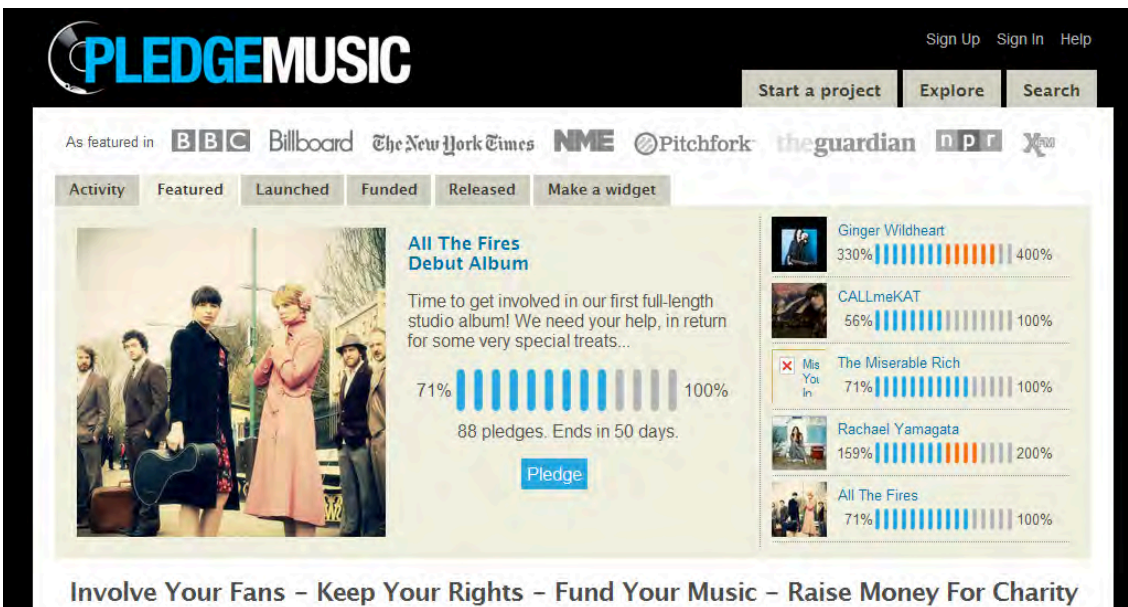 PLEDGEMUSIC
Sign Up Sign In Help
Start a project Explore Search
As featured in BBC Billboard The New York Times NME Pitchfork theguardian npr Xfm
Activity Featured Launched Funded Released Make a widget
All The Fires
Debut Album
Time to get involved in our first full-length
studio album! We need your help, in return
for some very special treats...
71% 100%
88 pledges. Ends in 50 days.
Pledge
Ginger Wildheart
330% 400%
CALLmeKAT
56% 100%
Mis
You
In
The Miserable Rich
71% 100%
Rachael Yamagata
159% 200%
All The Fires
71% 100%
Involve Your Fans – Keep Your Rights – Fund Your Music – Raise Money For Charity